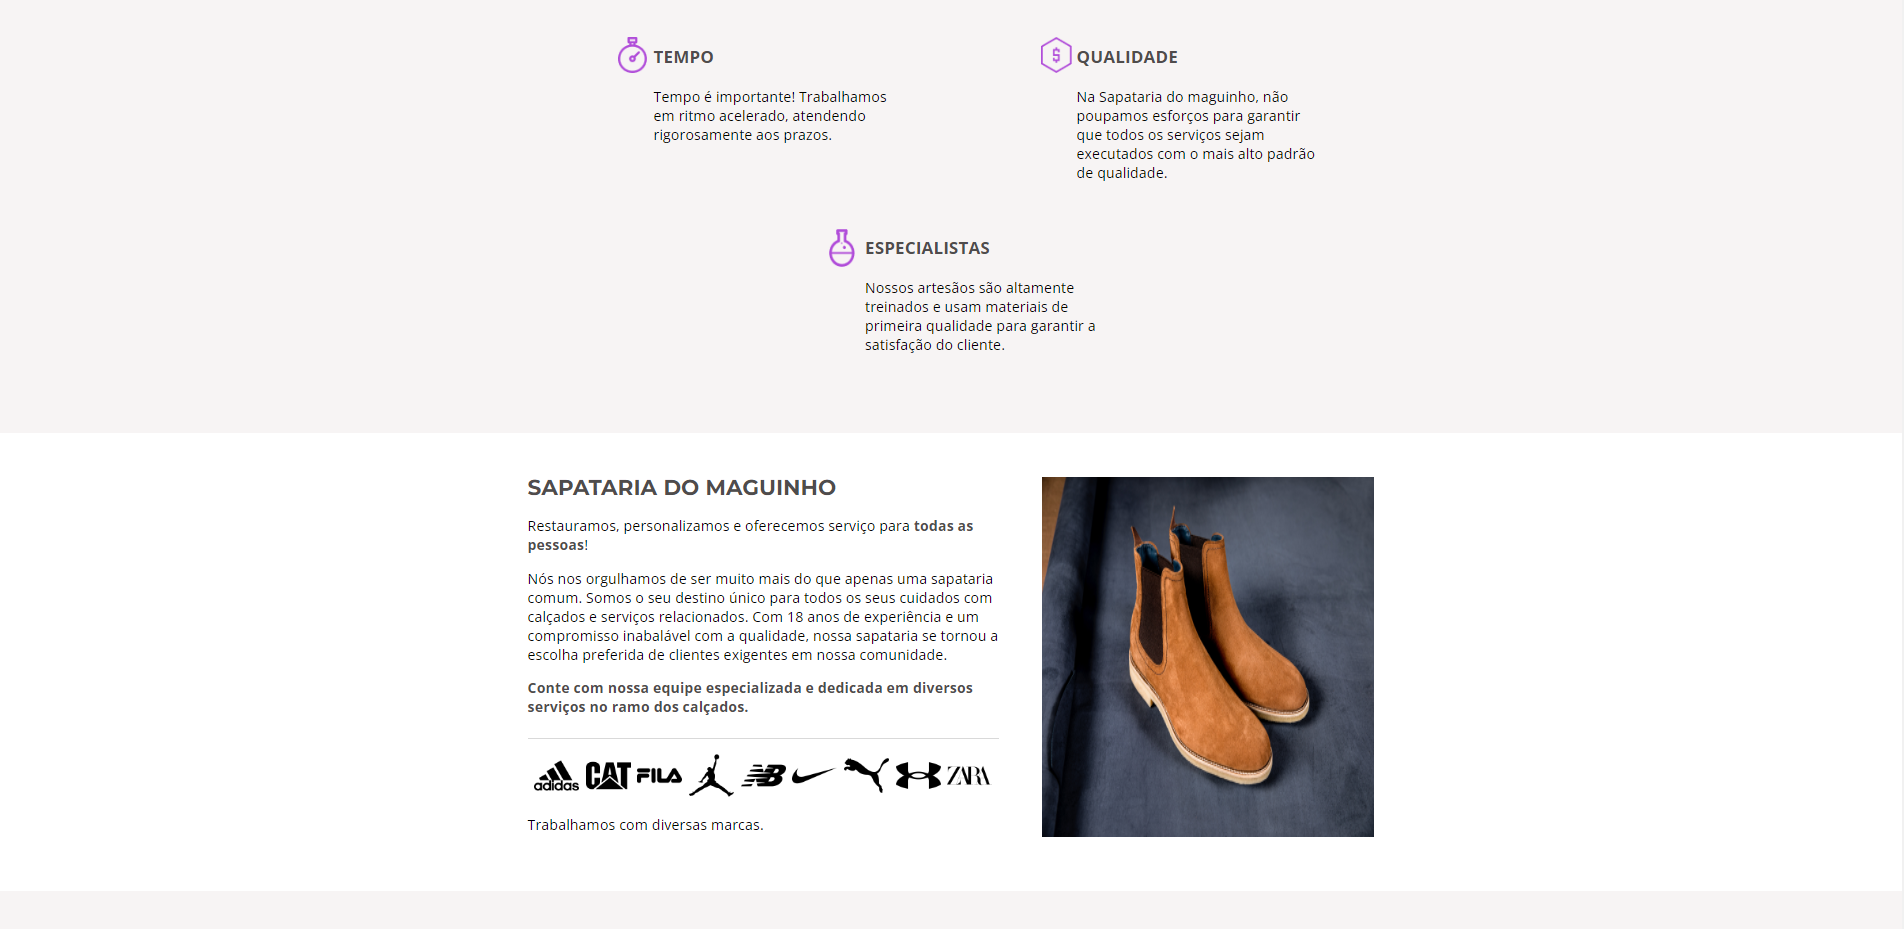 TEMPO
Tempo é importante! Trabalhamos
em ritmo acelerado, atendendo
rigorosamente aos prazos.
$ QUALIDADE
Na Sapataria do maguinho, não
poupamos esforços para garantir
que todos os serviços sejam
executados com o mais alto padrão
de qualidade.
ESPECIALISTAS
Nossos artesãos são altamente
treinados e usam materiais de
primeira qualidade para garantir a
satisfação do cliente.
SAPATARIA DO MAGUINHO
Restauramos, personalizamos e oferecemos serviço para todas as
pessoas!
Nós nos orgulhamos de ser muito mais do que apenas uma sapataria
comum. Somos o seu destino único para todos os seus cuidados com
calçados e serviços relacionados. Com 18 anos de experiência e um
compromisso inabalável com a qualidade, nossa sapataria se tornou a
escolha preferida de clientes exigentes em nossa comunidade.
Conte com nossa equipe especializada e dedicada em diversos
serviços no ramo dos calçados.
adidas CAT FILA NB ZARA
Trabalhamos com diversas marcas.